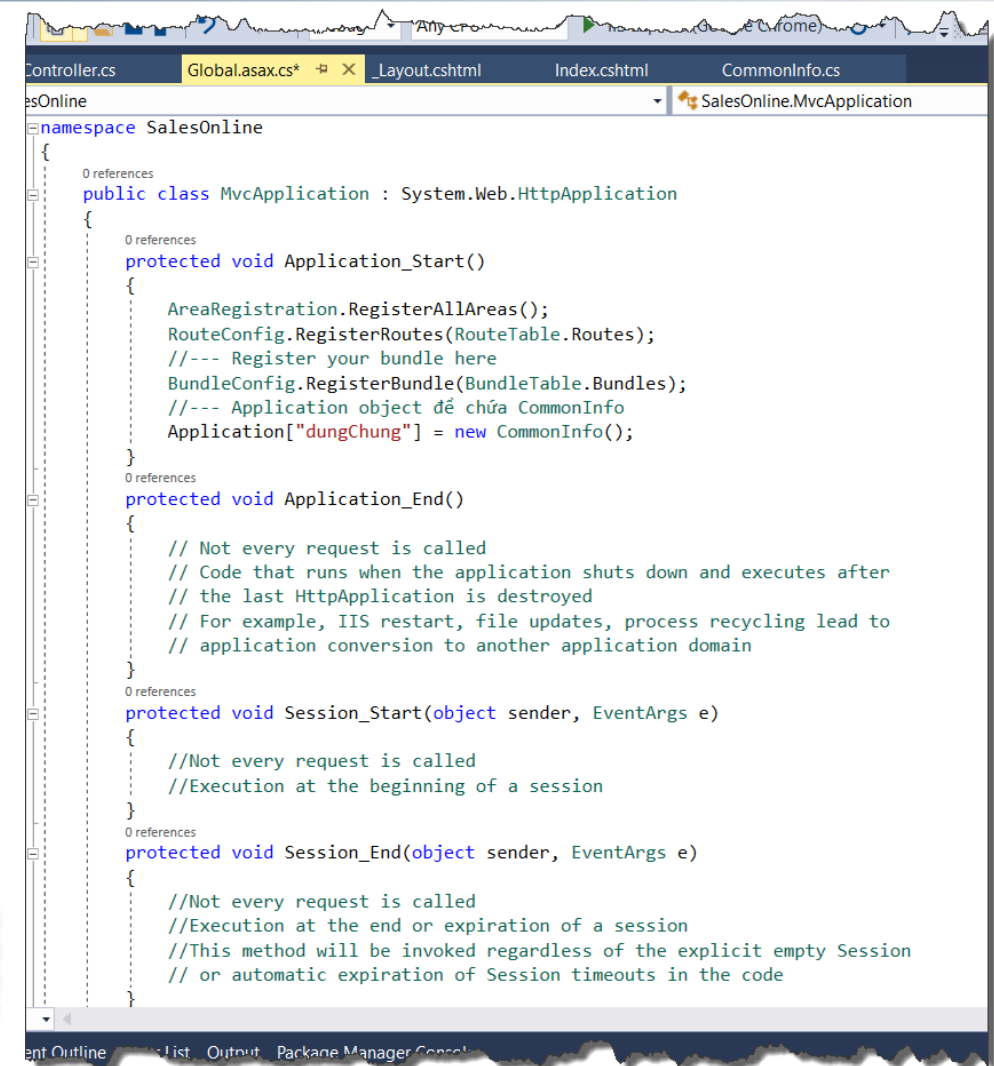 Any CPU
Controller.cs Global.asax.cs* _Layout.cshtml Index.cshtml CommonInfo.cs
esOnline SalesOnline.MvcApplication
namespace SalesOnline
{
0 references
public class MvcApplication : System.Web.HttpApplication
{
0 references
protected void Application_Start()
{
AreaRegistration.RegisterAllAreas();
RouteConfig.RegisterRoutes(RouteTable.Routes);
//--- Register your bundle here
BundleConfig.RegisterBundle(BundleTable.Bundles);
//--- Application object để chứa CommonInfo
Application["dungChung"] = new CommonInfo();
}
0 references
protected void Application_End()
{
// Not every request is called
// Code that runs when the application shuts down and executes after
// the last HttpApplication is destroyed
// For example, IIS restart, file updates, process recycling lead to
// application conversion to another application domain
}
0 references
protected void Session_Start(object sender, EventArgs e)
{
//Not every request is called
//Execution at the beginning of a session
}
0 references
protected void Session_End(object sender, EventArgs e)
{
//Not every request is called
//Execution at the end or expiration of a session
//This method will be invoked regardless of the explicit empty Session
// or automatic expiration of Session timeouts in the code
}
ent Outline List Output Package Manager Console